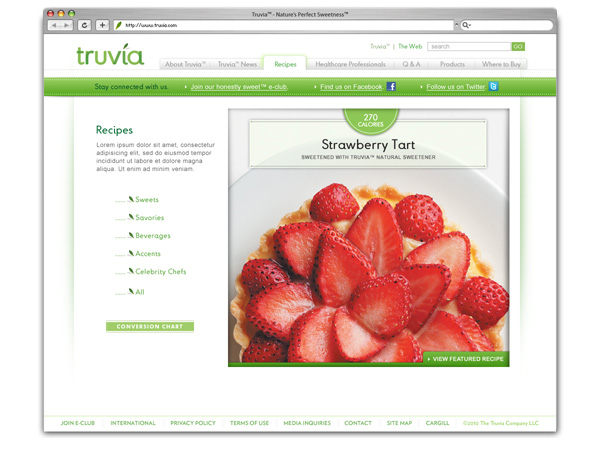 Truvia™ - Nature's Perfect Sweetness™
http://www.truvia.com
truvía
Truvia™ | The Web search GO
About Truvia™ Truvia™ News Recipes Healthcare Professionals Q & A Products Where to Buy
Stay connected with us. Join our honestly sweet™ e-club. Find us on Facebook Follow us on Twitter
Recipes
Lorem ipsum dolor sit amet, consectetur
adipisicing elit, sed do eiusmod tempor
incididunt ut labore et dolore magna
aliqua. Ut enim ad minim veniam.
Sweets
Savories
Beverages
Accents
Celebrity Chefs
All
CONVERSION CHART
270
CALORIES
Strawberry Tart
SWEETENED WITH TRUVIA™ NATURAL SWEETENER
VIEW FEATURED RECIPE
JOIN E-CLUB INTERNATIONAL PRIVACY POLICY TERMS OF USE MEDIA INQUIRIES CONTACT SITE MAP CARGILL ©2010 The Truvia Company LLC